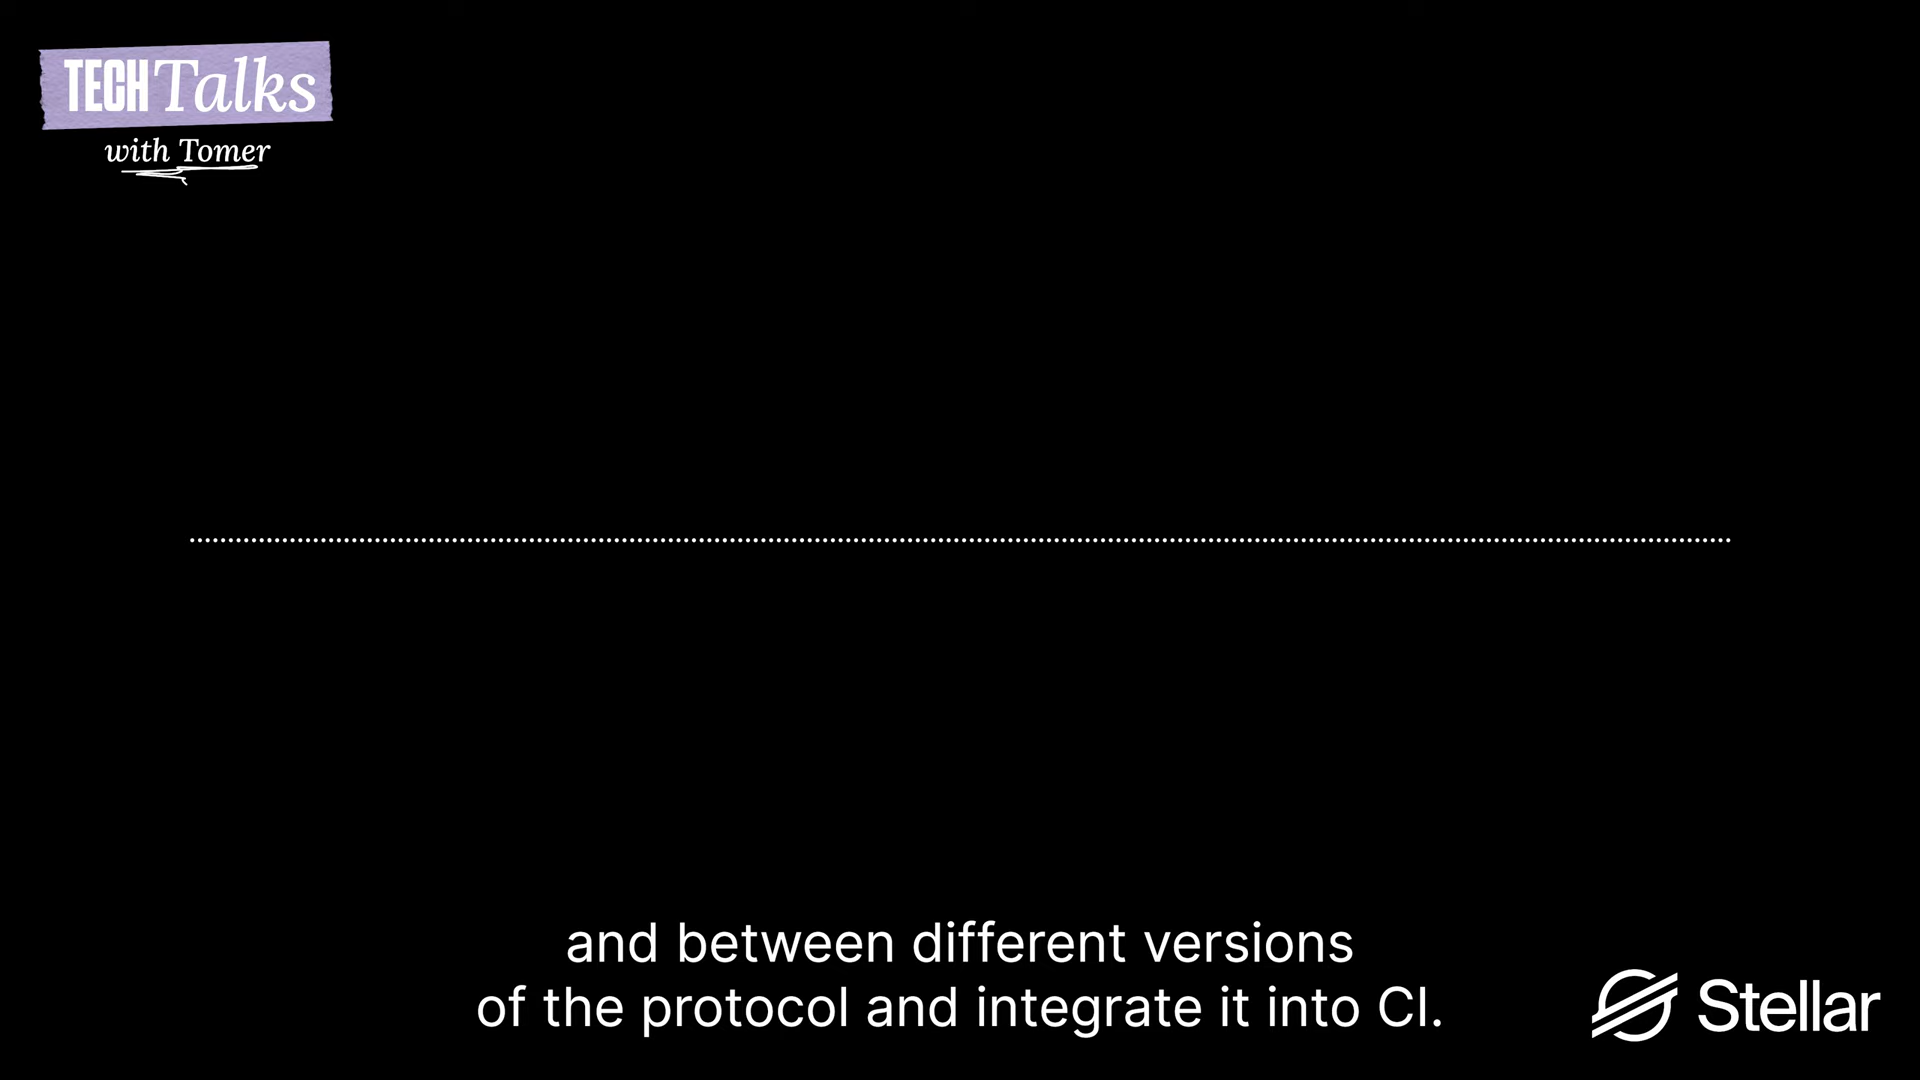 TECH Talks
with Tomer
and between different versions
of the protocol and integrate it into CI.
Stellar